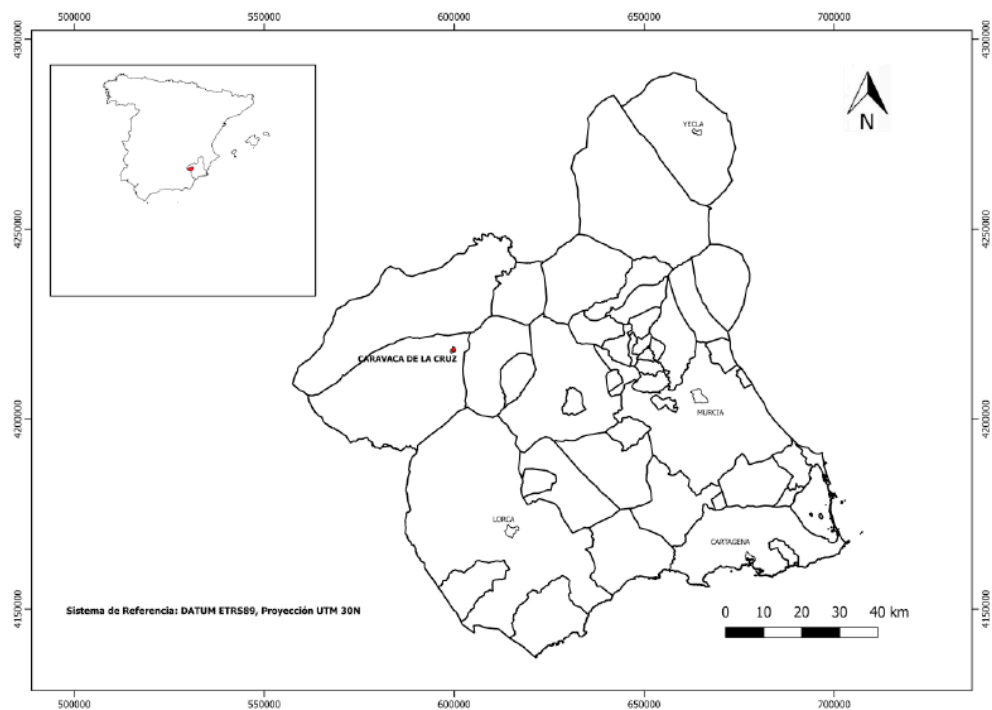 500000 550000 600000 650000 700000
4300000 4300000
N
YECLA
4250000 4250000
CARAVACA DE LA CRUZ
MURCIA
4200000 4200000
LORCA
CARTAGENA
0 10 20 30 40 km
Sistema de Referencia: DATUM ETRS89, Proyección UTM 30N
4150000 4150000
500000 550000 600000 650000 700000